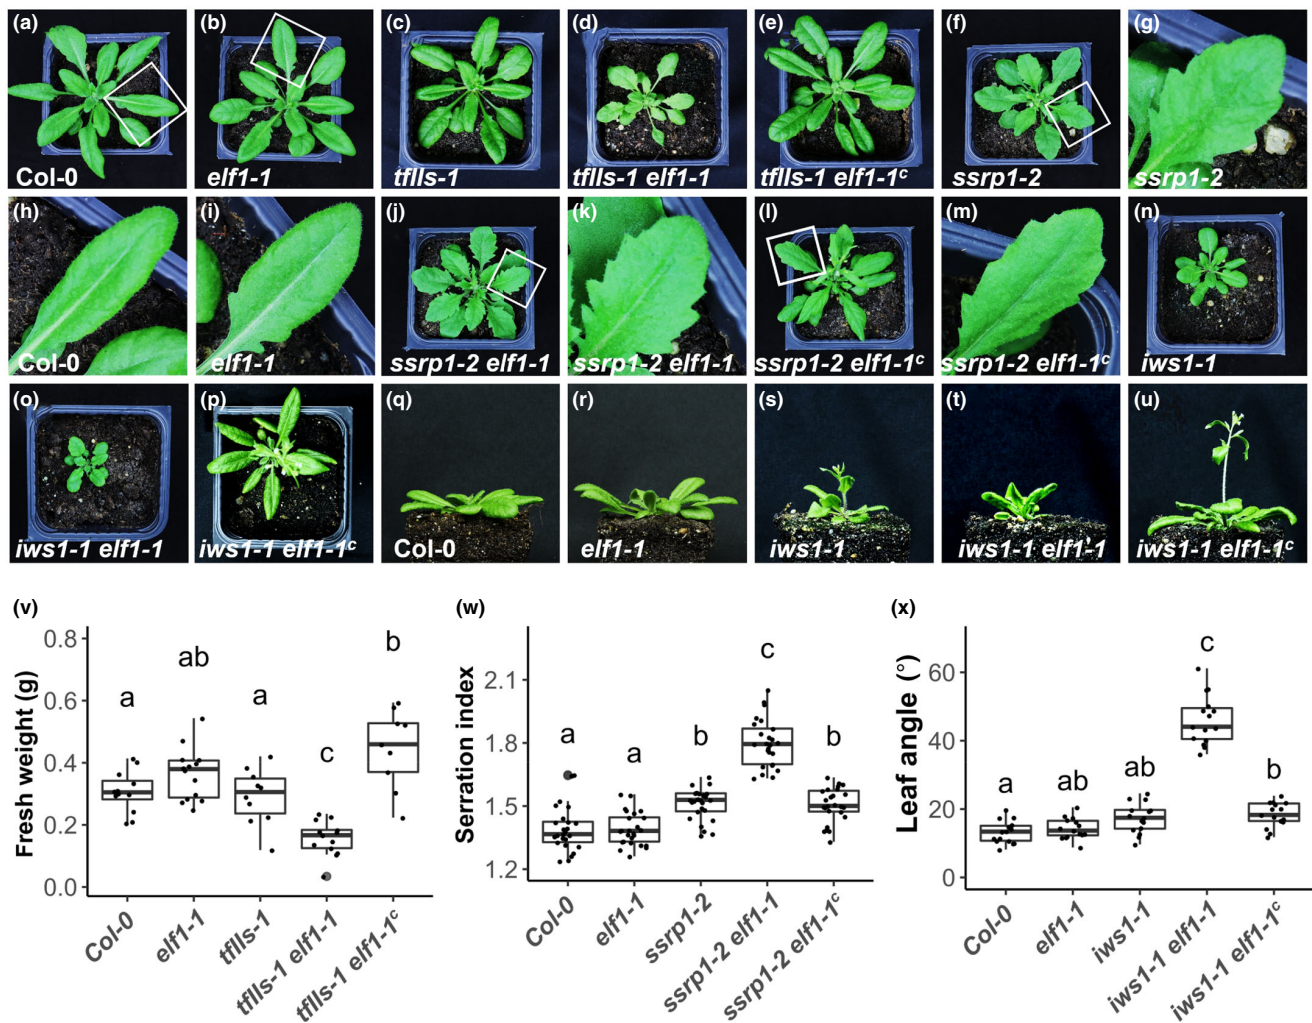 (a) (b) (c) (d) (e) (f) (g)
Col-0 elf1-1 tfIIs-1 tfIIs-1 elf1-1 tfIIs-1 elf1-1ᶜ ssrp1-2 ssrp1-2
(h) (i) (j) (k) (l) (m) (n)
Col-0 elf1-1 ssrp1-2 elf1-1 ssrp1-2 elf1-1 ssrp1-2 elf1-1ᶜ ssrp1-2 elf1-1ᶜ iws1-1
(o) (p) (q) (r) (s) (t) (u)
iws1-1 elf1-1 iws1-1 elf1-1ᶜ Col-0 elf1-1 iws1-1 iws1-1 elf1-1 iws1-1 elf1-1ᶜ
(v)
Fresh weight (g)
0.8
0.6
0.4
0.2
0.0
a
ab
a
c
b
Col-0
elf1-1
tfIIs-1
tfIIs-1 elf1-1
tfIIs-1 elf1-1ᶜ
(w)
Serration index
2.1
1.8
1.5
1.2
a
a
b
c
b
Col-0
elf1-1
ssrp1-2
ssrp1-2 elf1-1
ssrp1-2 elf1-1ᶜ
(x)
Leaf angle (°)
60
40
20
0
a
ab
ab
c
b
Col-0
elf1-1
iws1-1
iws1-1 elf1-1
iws1-1 elf1-1ᶜ